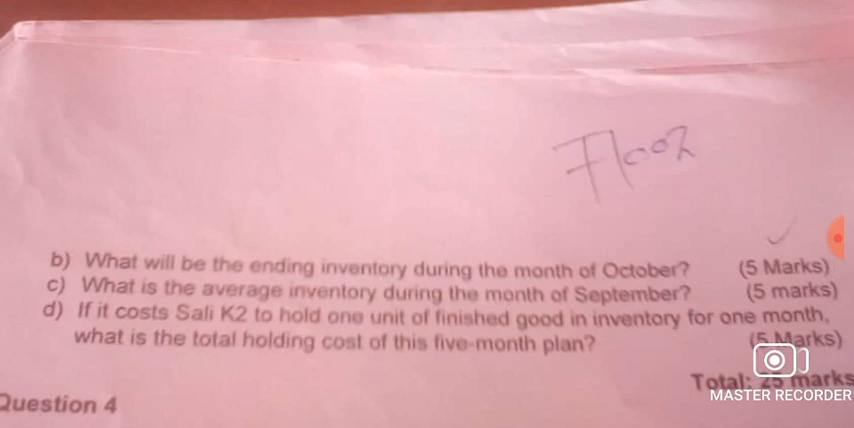 Floor
b) What will be the ending inventory during the month of October? (5 Marks)
c) What is the average inventory during the month of September? (5 marks)
d) If it costs Sali K2 to hold one unit of finished good in inventory for one month,
what is the total holding cost of this five-month plan? (5 Marks)
Total: 25 marks
MASTER RECORDER
Question 4